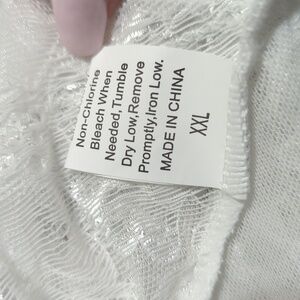 Non-Chlorine
Bleach When
Needed,Tumble
Dry Low,Remove
Promptly,Iron Low.
MADE IN CHINA
XXL